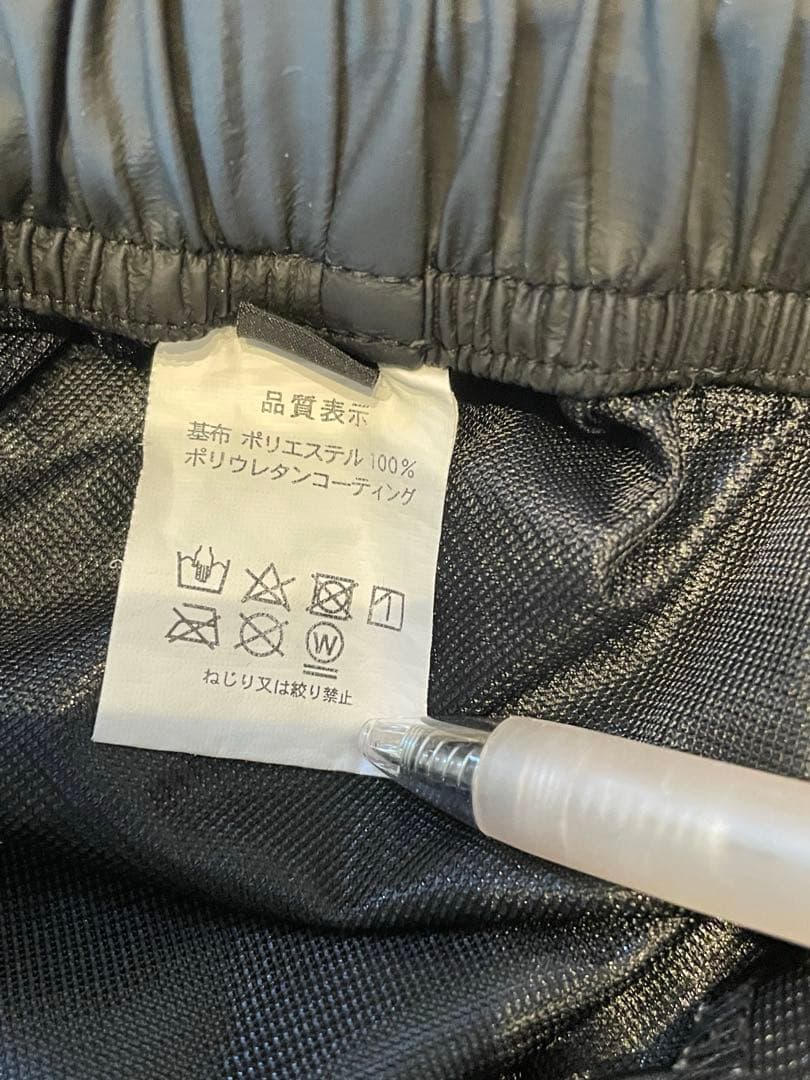 品質表示
基布 ポリエステル 100%
ポリウレタンコーティング
W
ねじり又は絞り禁止